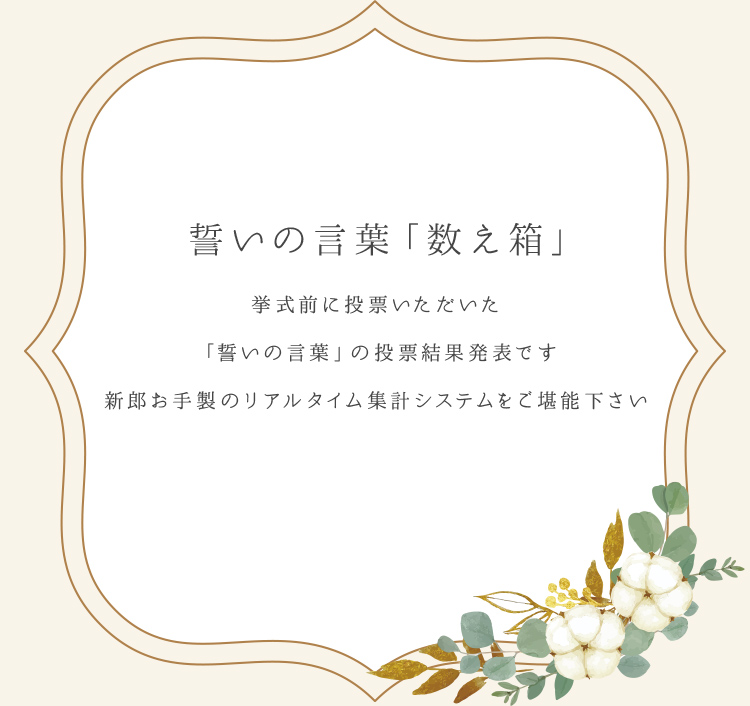 誓いの言葉「数え箱」
挙式前に投票いただいた
「誓いの言葉」の投票結果発表です
新郎お手製のリアルタイム集計システムをご堪能下さい